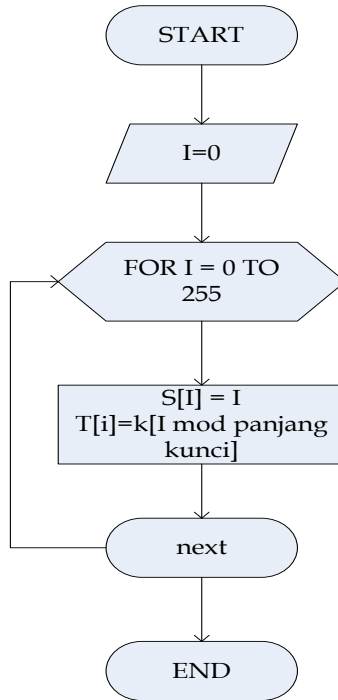 START
I=0
FOR I = 0 TO
255
S[I] = I
T[i]=k[I mod panjang
kunci]
next
END